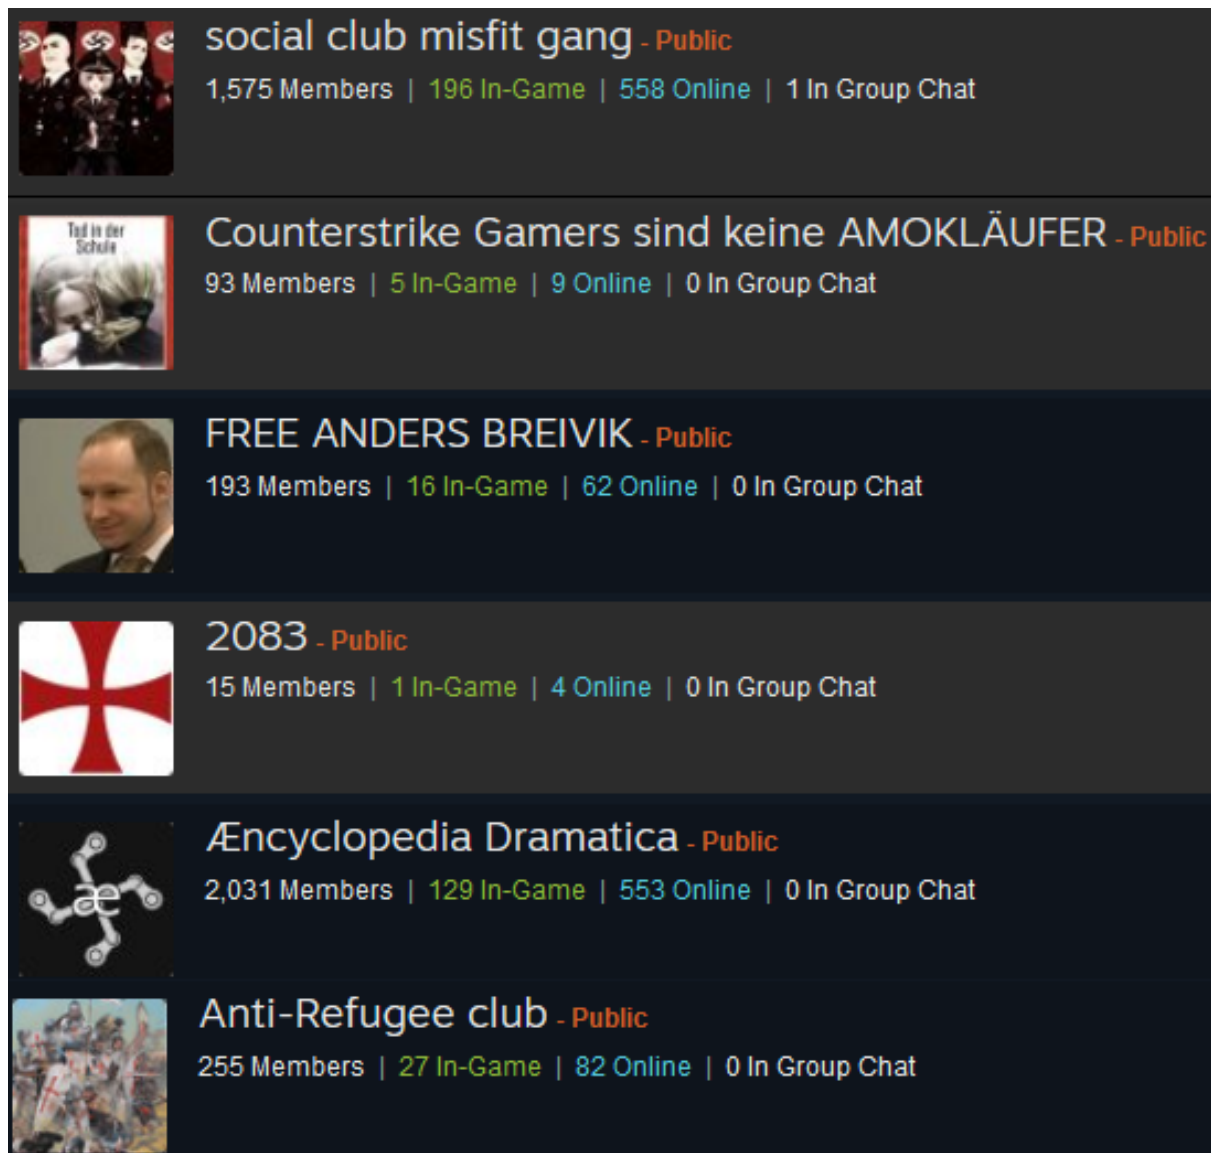 social club misfit gang - Public
1,575 Members | 196 In-Game | 558 Online | 1 In Group Chat
Tod in der
Schule
Counterstrike Gamers sind keine AMOKLÄUFER - Public
93 Members | 5 In-Game | 9 Online | 0 In Group Chat
FREE ANDERS BREIVIK - Public
193 Members | 16 In-Game | 62 Online | 0 In Group Chat
2083 - Public
15 Members | 1 In-Game | 4 Online | 0 In Group Chat
æ
Æncyclopedia Dramatica - Public
2,031 Members | 129 In-Game | 553 Online | 0 In Group Chat
Anti-Refugee club - Public
255 Members | 27 In-Game | 82 Online | 0 In Group Chat